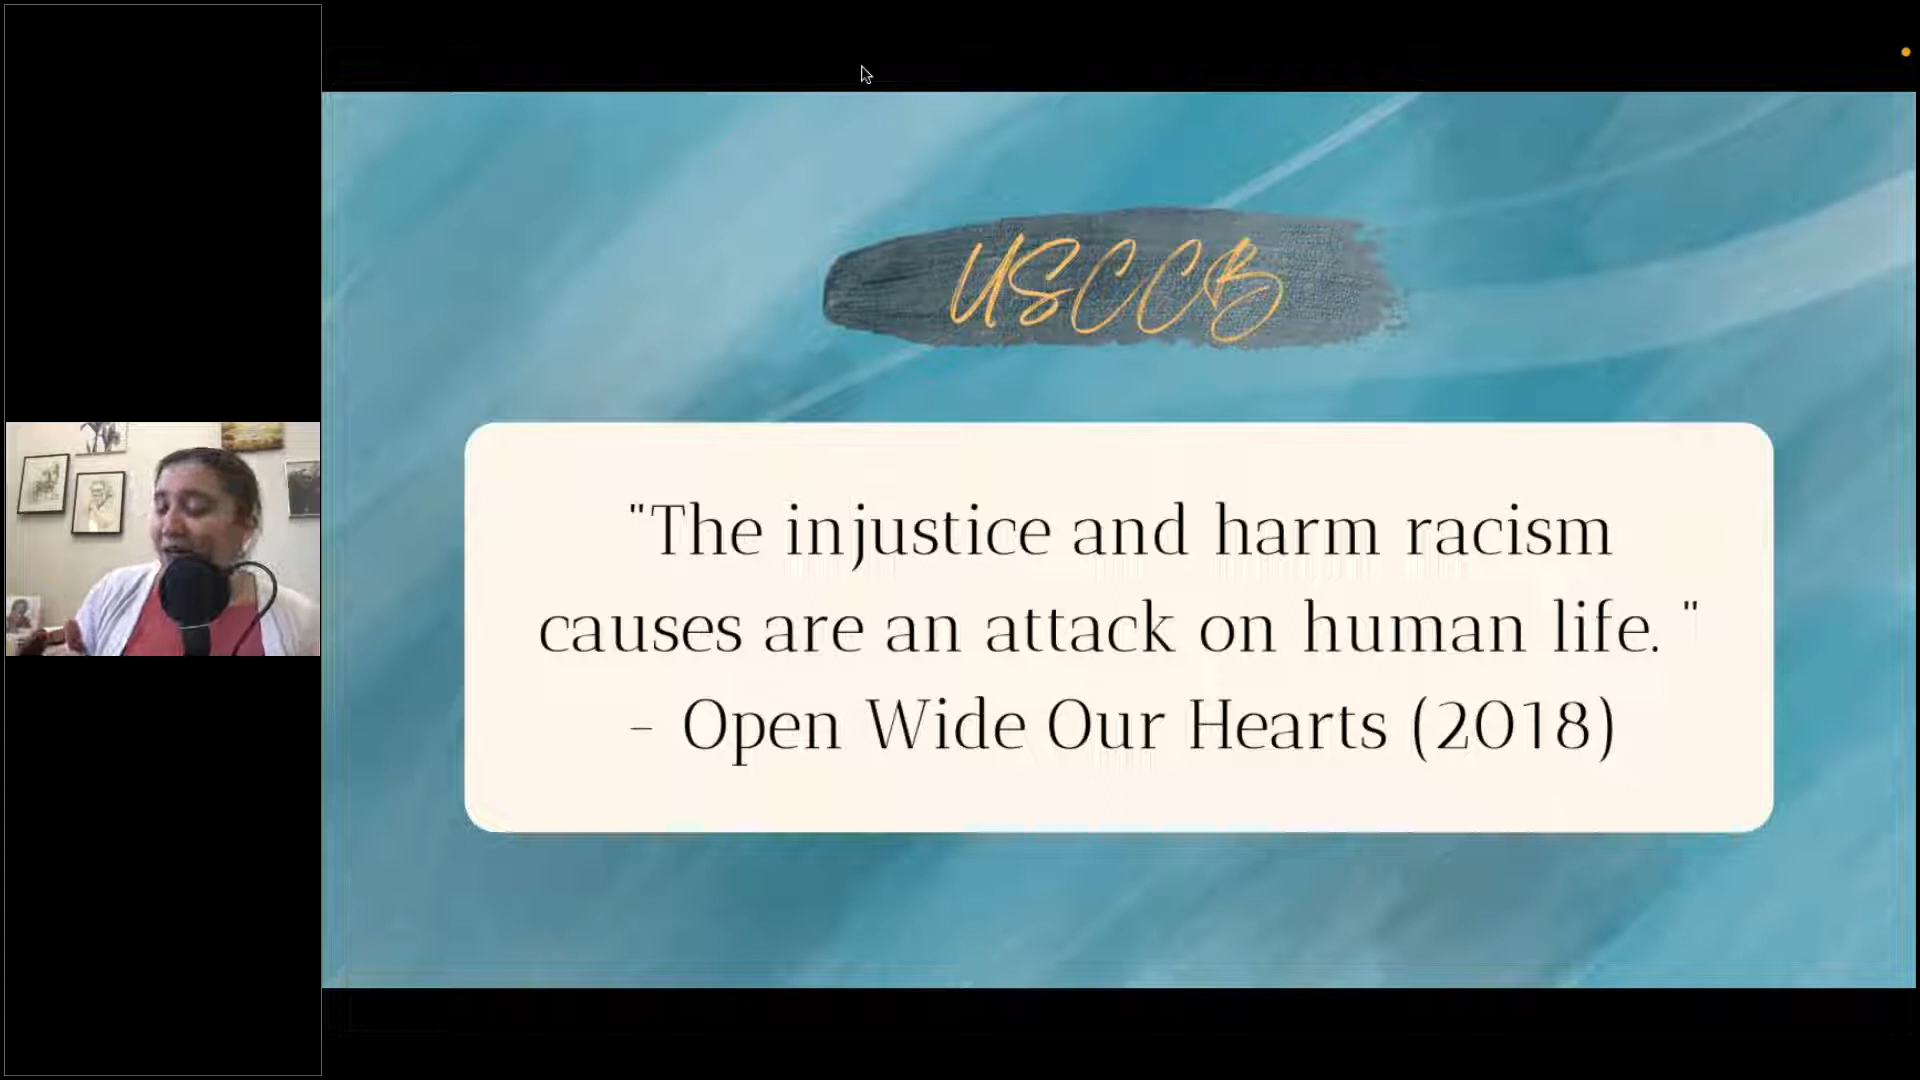 USCCB
"The injustice and harm racism
causes are an attack on human life. "
- Open Wide Our Hearts (2018)